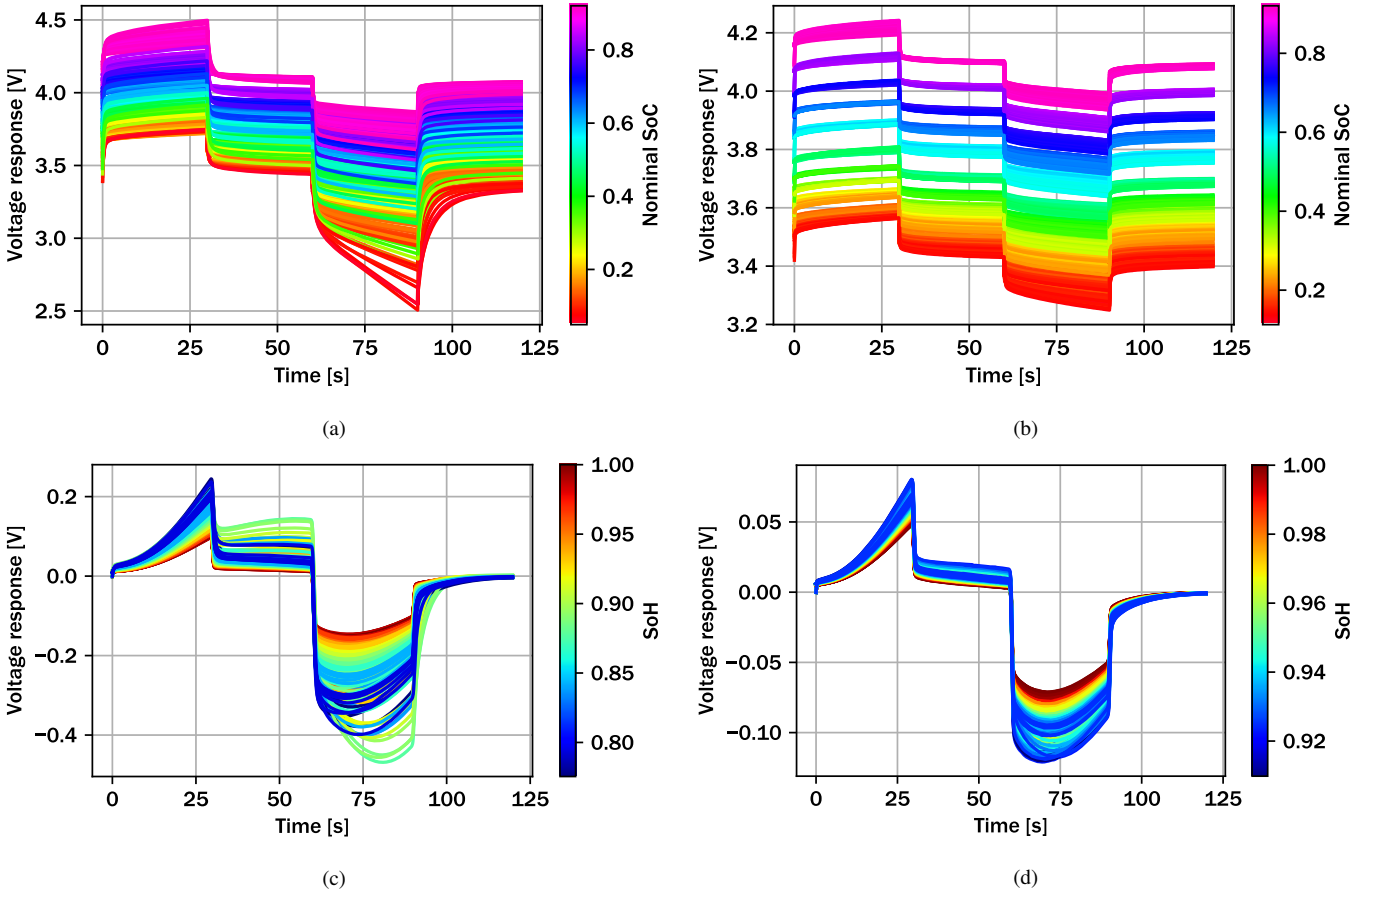 4.5
4.0
3.5
3.0
2.5
Voltage response [V]
0 25 50 75 100 125
Time [s]
0.8
0.6
0.4
0.2
Nominal SoC
(a)
4.2
4.0
3.8
3.6
3.4
3.2
Voltage response [V]
0 25 50 75 100 125
Time [s]
0.8
0.6
0.4
0.2
Nominal SoC
(b)
0.2
0.0
−0.2
−0.4
Voltage response [V]
0 25 50 75 100 125
Time [s]
1.00
0.95
0.90
0.85
0.80
SoH
(c)
0.05
0.00
−0.05
−0.10
Voltage response [V]
0 25 50 75 100 125
Time [s]
1.00
0.98
0.96
0.94
0.92
SoH
(d)